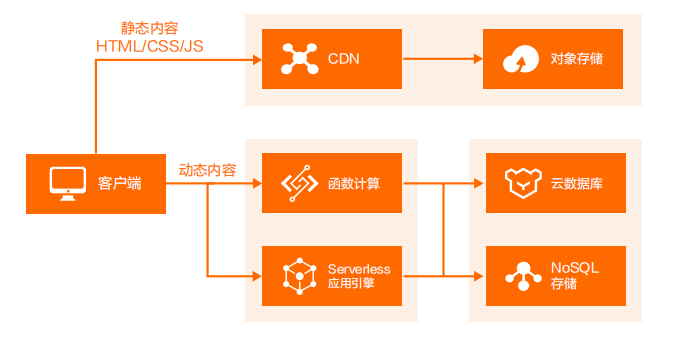 静态内容
HTML/CSS/JS
CDN
对象存储
客户端
动态内容
函数计算
云数据库
Serverless
应用引擎
NoSQL
存储